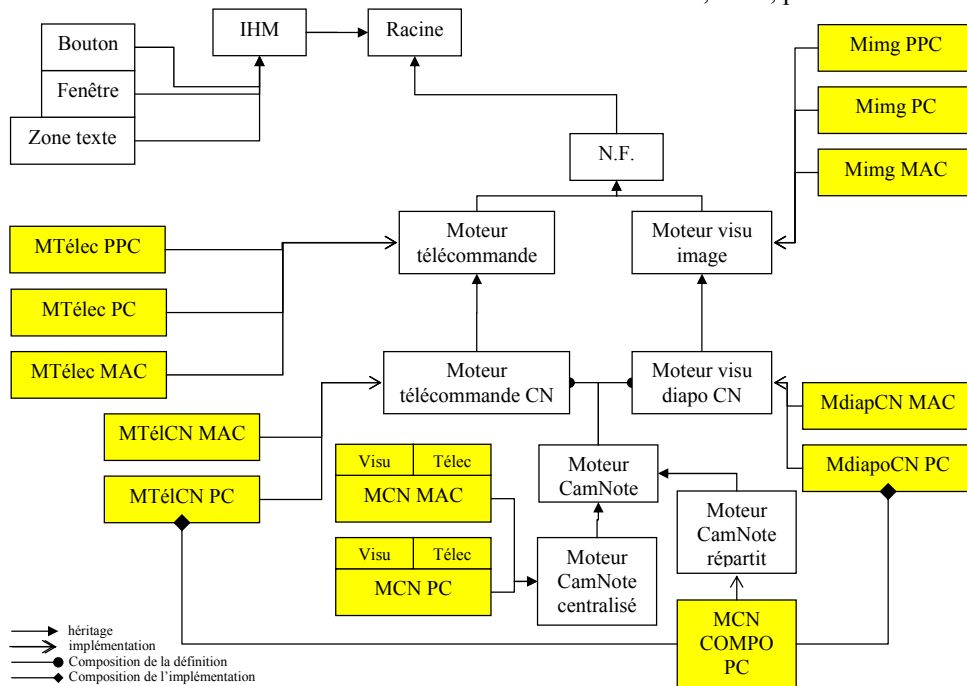 IHM
Racine
Bouton
Fenêtre
Zone texte
Mimg PPC
Mimg PC
Mimg MAC
N.F.
Moteur
télécommande
Moteur visu
image
MTélec PPC
MTélec PC
MTélec MAC
Moteur
télécommande CN
Moteur visu
diapo CN
MdiapCN MAC
MTélCN MAC
MdiapoCN PC
MTélCN PC
Visu
Télec
MCN MAC
Moteur
CamNote
Moteur
CamNote
répartit
Visu
Télec
MCN PC
Moteur
CamNote
centralisé
MCN
COMPO
PC
héritage
implémentation
Composition de la définition
Composition de l’implémentation